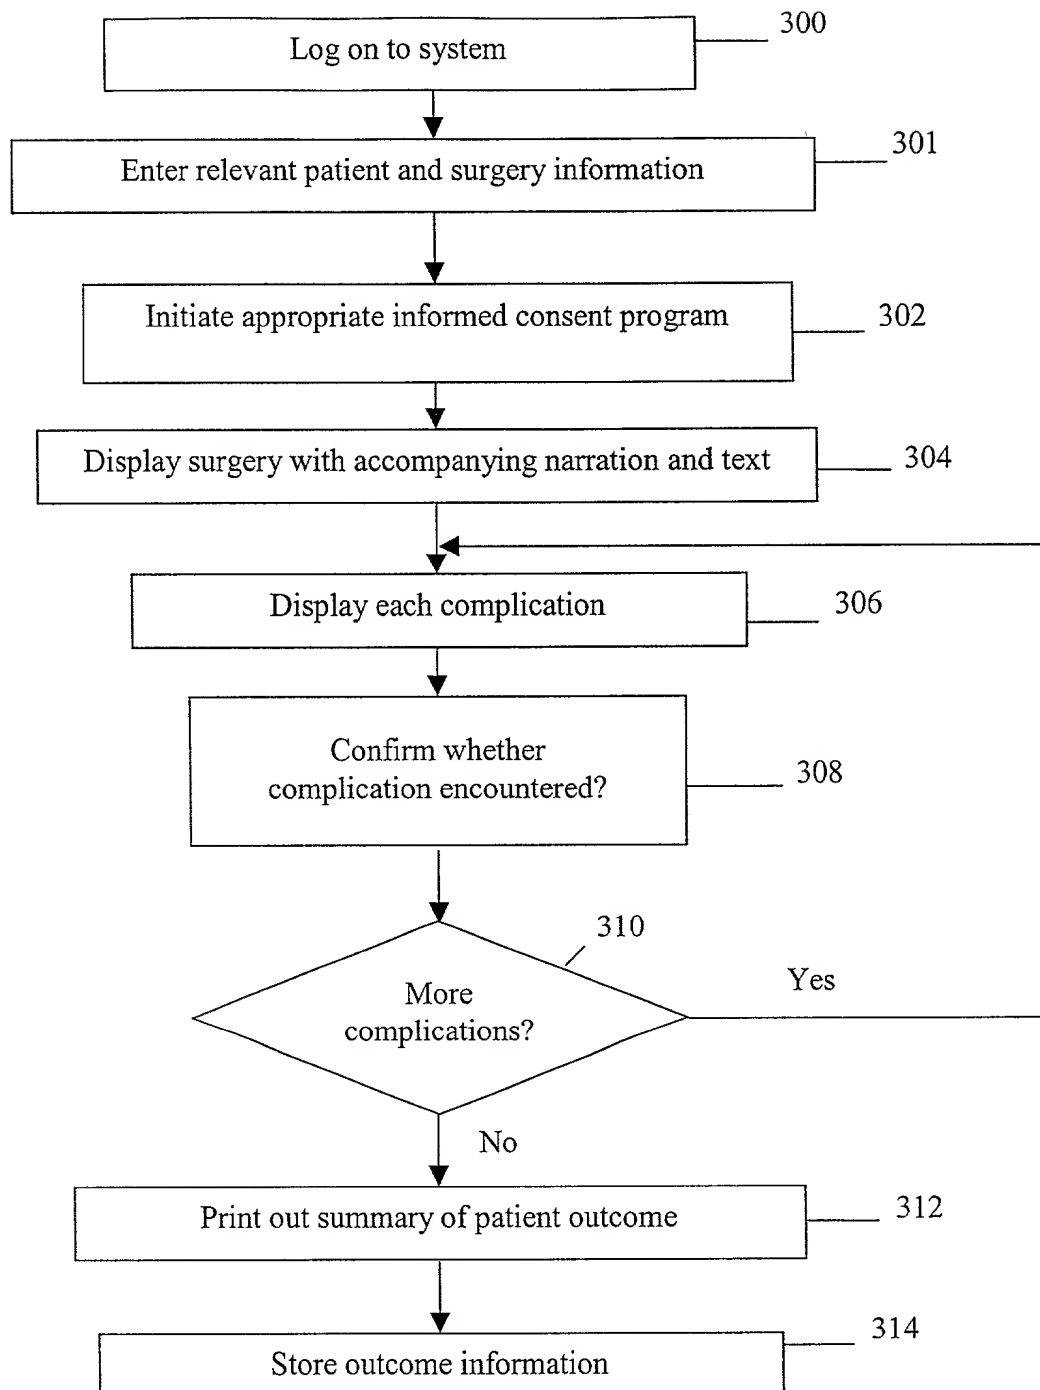 Log on to system
300
Enter relevant patient and surgery information
301
Initiate appropriate informed consent program
302
Display surgery with accompanying narration and text
304
Display each complication
306
Confirm whether
complication encountered?
308
310
More
complications?
Yes
No
Print out summary of patient outcome
312
Store outcome information
314